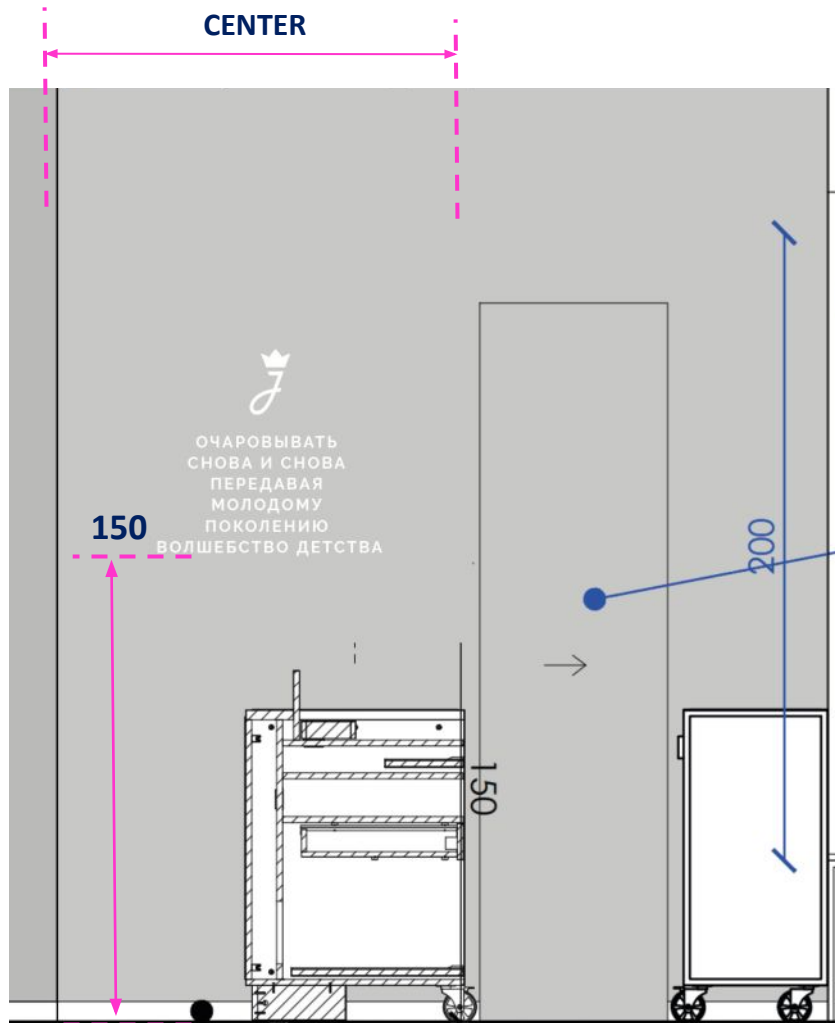 CENTER
J
ОЧАРОВЫВАТЬ
СНОВА И СНОВА
ПЕРЕДАВАЯ
МОЛОДОМУ
ПОКОЛЕНИЮ
ВОЛШЕБСТВО ДЕТСТВА
150
200
150